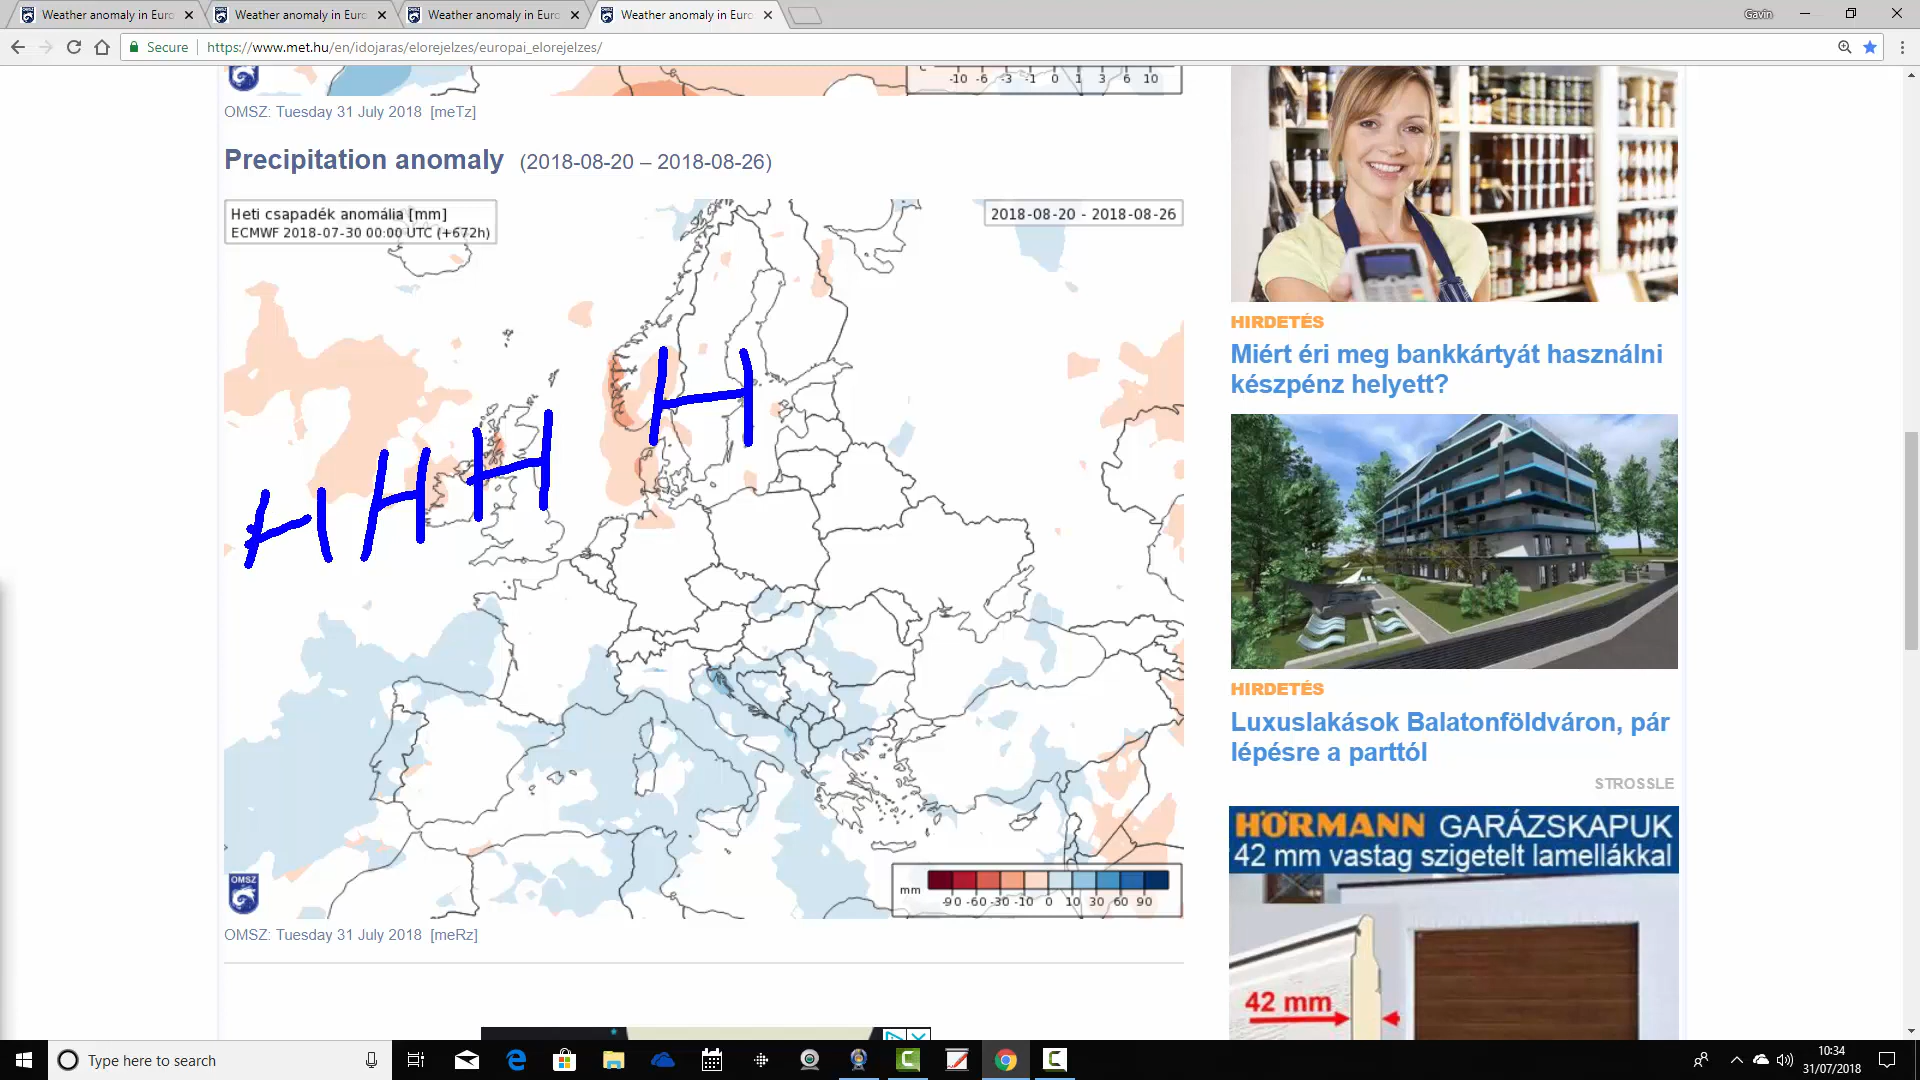 Weather anomaly in Euro
Weather anomaly in Euro
Weather anomaly in Euro
Weather anomaly in Euro
Gavin
Secure
https://www.met.hu/en/idojaras/elorejelzes/europai_elorejelzes/
-10 -6 -3 -1 0 1 3 6 10
OMSZ: Tuesday 31 July 2018 [meTz]
Precipitation anomaly (2018-08-20 – 2018-08-26)
Heti csapadék anomália [mm]
ECMWF 2018-07-30 00:00 UTC (+672h)
2018-08-20 - 2018-08-26
H H H H
OMSZ
mm
-90 -60 -30 -10 0 10 30 60 90
OMSZ: Tuesday 31 July 2018 [meRz]
HIRDETÉS
Miért éri meg bankkártyát használni
készpénz helyett?
HIRDETÉS
Luxuslakások Balatonföldváron, pár
lépésre a parttól
STROSSLE
HÖRMANN GARÁZSKAPUK
42 mm vastag szigetelt lamellákkal
42 mm
Type here to search
10:34
31/07/2018